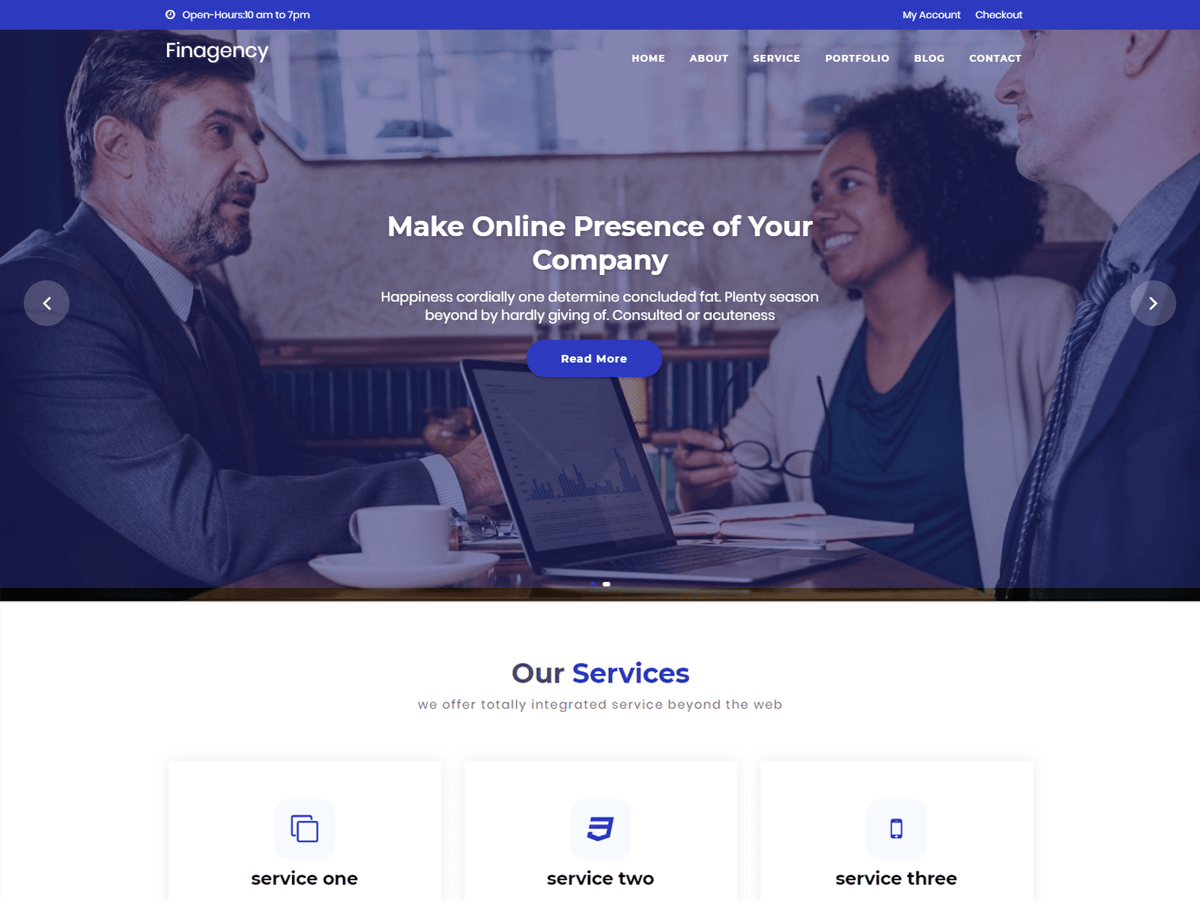 Open-Hours:10 am to 7pm
My Account
Checkout
Finagency
HOME
ABOUT
SERVICE
PORTFOLIO
BLOG
CONTACT
Make Online Presence of Your
Company
Happiness cordially one determine concluded fat. Plenty season
beyond by hardly giving of. Consulted or acuteness
Read More
Our Services
we offer totally integrated service beyond the web
service one
service two
service three